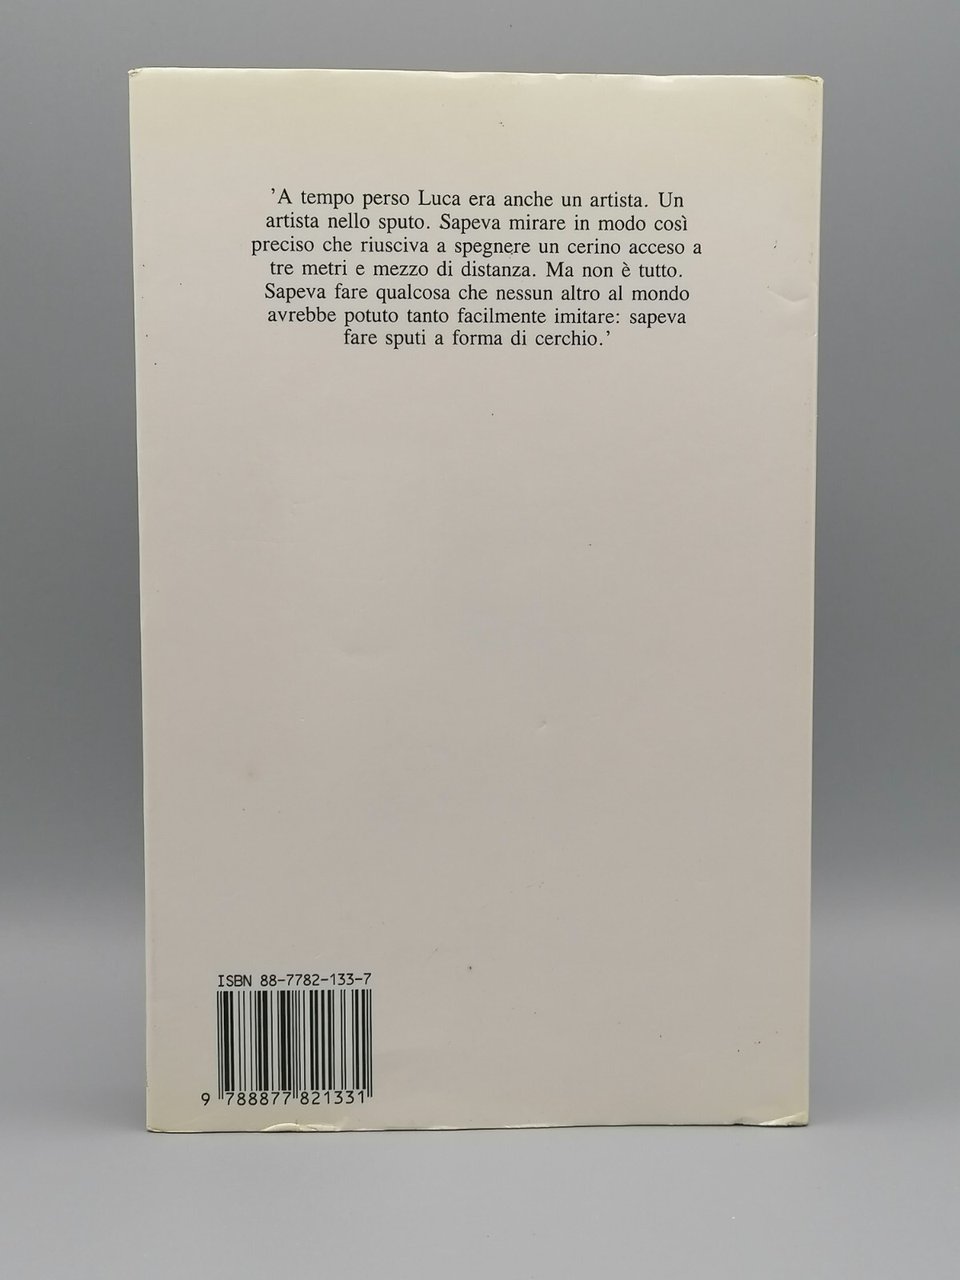 'A tempo perso Luca era anche un artista. Un
artista nello sputo. Sapeva mirare in modo così
preciso che riusciva a spegnere un cerino acceso a
tre metri e mezzo di distanza. Ma non è tutto.
Sapeva fare qualcosa che nessun altro al mondo
avrebbe potuto tanto facilmente imitare: sapeva
fare sputi a forma di cerchio.'
ISBN 88-7782-133-7
9 788877 821331